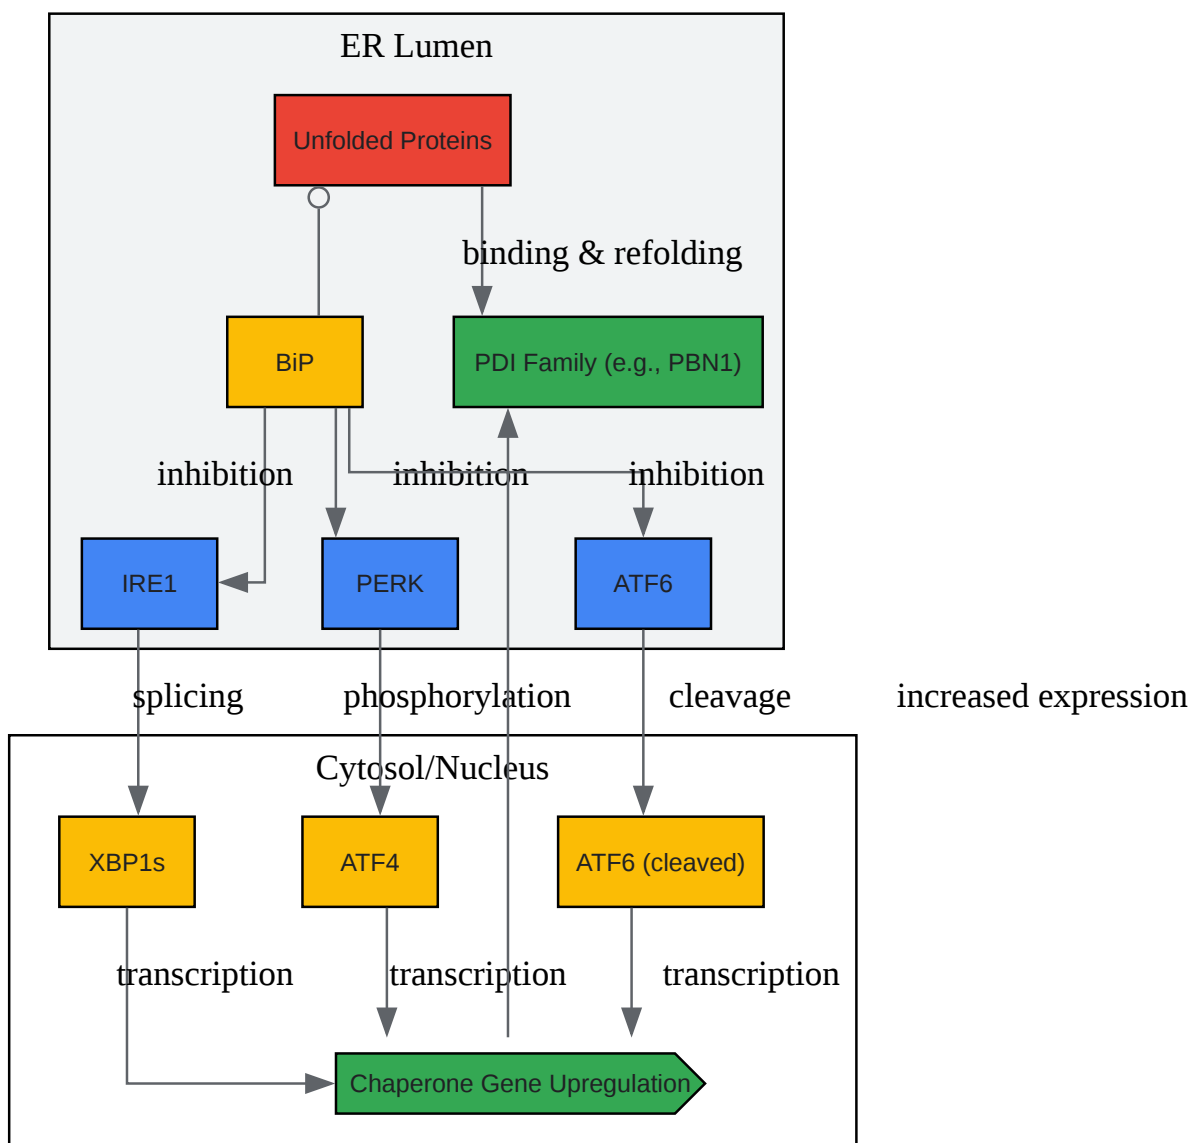 ER Lumen
Unfolded Proteins
binding & refolding
BiP
PDI Family (e.g., PBN1)
inhibition
inhibition
inhibition
IRE1
PERK
ATF6
splicing
phosphorylation
cleavage
increased expression
Cytosol/Nucleus
XBP1s
ATF4
ATF6 (cleaved)
transcription
transcription
transcription
Chaperone Gene Upregulation